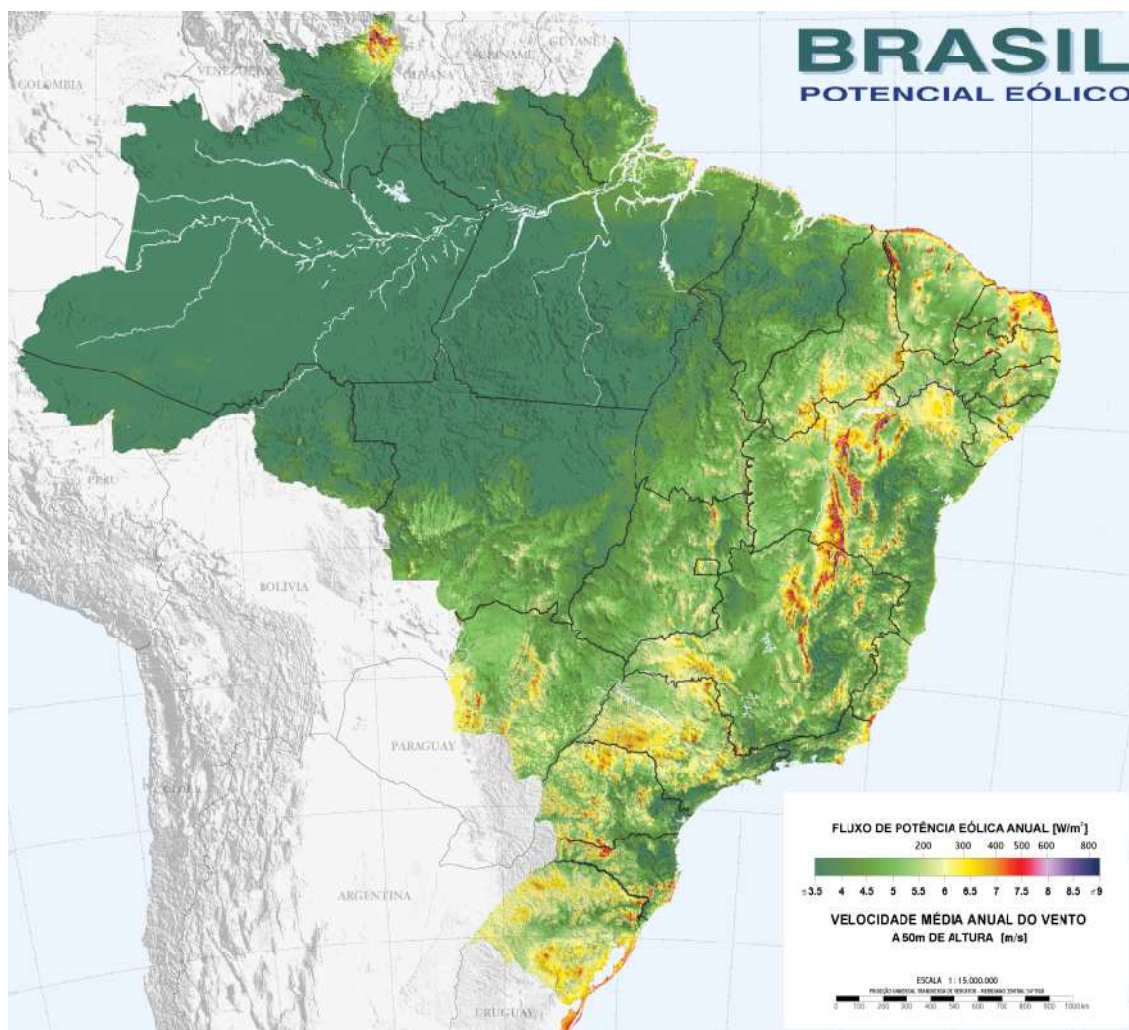 BRASIL
POTENCIAL EÓLICO
COLOMBIA
VENEZUELA
GUYANA
SURINAME
GUYANE
PERU
BOLIVIA
PARAGUAY
CHILE
ARGENTINA
URUGUAY
FLUXO DE POTÊNCIA EÓLICA ANUAL [W/m²]
200 300 400 500 600 800
≤3.5 4 4.5 5 5.5 6 6.5 7 7.5 8 8.5 9
VELOCIDADE MÉDIA ANUAL DO VENTO
A 50m DE ALTURA [m/s]
ESCALA 1 : 15.000.000
0 100 200 300 400 500 600 700 800 900 1000 km